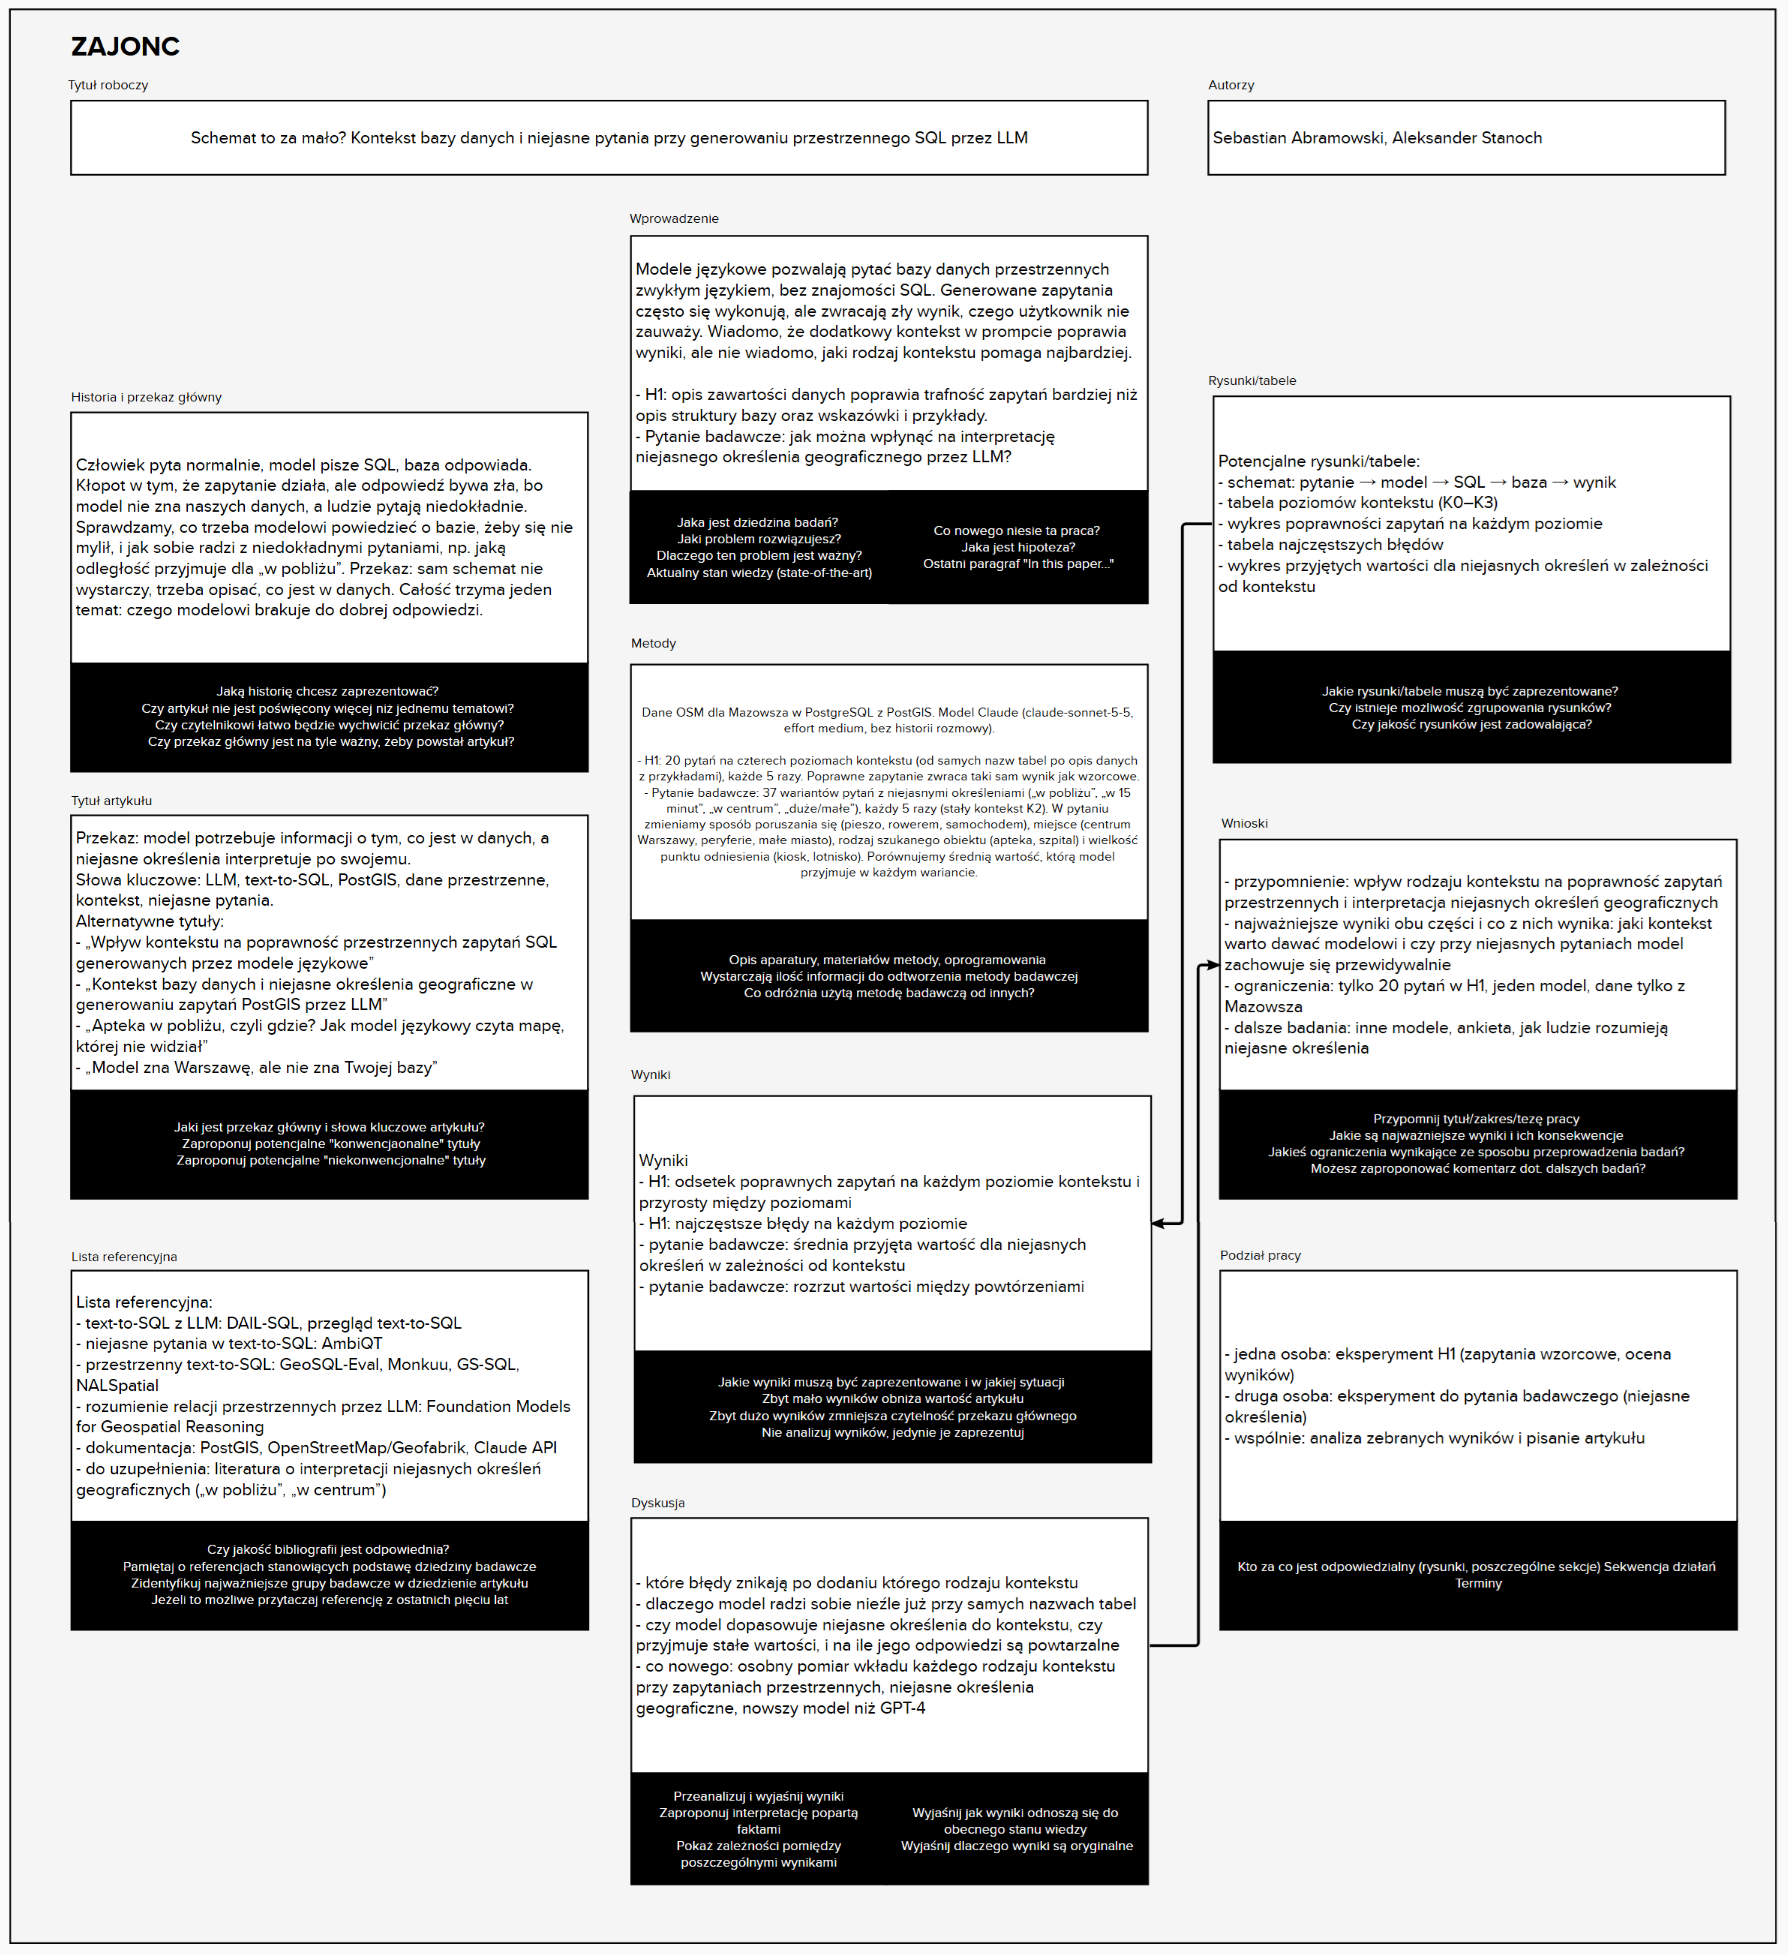 ZAJONC
Tytuł roboczy
Schemat to za mało? Kontekst bazy danych i niejasne pytania przy generowaniu przestrzennego SQL przez LLM
Autorzy
Sebastian Abramowski, Aleksander Stanoch
Historia i przekaz główny
Człowiek pyta normalnie, model pisze SQL, baza odpowiada.
Kłopot w tym, że zapytanie działa, ale odpowiedź bywa zła, bo
model nie zna naszych danych, a ludzie pytają niedokładnie.
Sprawdzamy, co trzeba modelowi powiedzieć o bazie, żeby się nie
mylił, i jak sobie radzi z niedokładnymi pytaniami, np. jaką
odległość przyjmuje dla „w pobliżu”. Przekaz: sam schemat nie
wystarczy, trzeba opisać, co jest w danych. Całość trzyma jeden
temat: czego modelowi brakuje do dobrej odpowiedzi.
Jaką historię chcesz zaprezentować?
Czy artykuł nie jest poświęcony więcej niż jednemu tematowi?
Czy czytelnikowi łatwo będzie wychwicić przekaz główny?
Czy przekaz główny jest na tyle ważny, żeby powstał artykuł?
Tytuł artykułu
Przekaz: model potrzebuje informacji o tym, co jest w danych, a
niejasne określenia interpretuje po swojemu.
Słowa kluczowe: LLM, text-to-SQL, PostGIS, dane przestrzenne,
kontekst, niejasne pytania.
Alternatywne tytuły:
- „Wpływ kontekstu na poprawność przestrzennych zapytań SQL
generowanych przez modele językowe”
- „Kontekst bazy danych i niejasne określenia geograficzne w
generowaniu zapytań PostGIS przez LLM”
- „Apteka w pobliżu, czyli gdzie? Jak model językowy czyta mapę,
której nie widział”
- „Model zna Warszawę, ale nie zna Twojej bazy”
Jaki jest przekaz główny i słowa kluczowe artykułu?
Zaproponuj potencjalne "konwencjaonalne" tytuły
Zaproponuj potencjalne "niekonwencjonalne" tytuły
Lista referencyjna
Lista referencyjna:
- text-to-SQL z LLM: DAIL-SQL, przegląd text-to-SQL
- niejasne pytania w text-to-SQL: AmbiQT
- przestrzenny text-to-SQL: GeoSQL-Eval, Monkuu, GS-SQL,
NALSpatial
- rozumienie relacji przestrzennych przez LLM: Foundation Models
for Geospatial Reasoning
- dokumentacja: PostGIS, OpenStreetMap/Geofabrik, Claude API
- do uzupełnienia: literatura o interpretacji niejasnych określeń
geograficznych („w pobliżu”, „w centrum”)
Czy jakość bibliografii jest odpowiednia?
Pamiętaj o referencjach stanowiących podstawę dziedziny badawcze
Zidentyfikuj najważniejsze grupy badawcze w dziedzienie artykułu
Jeżeli to możliwe przytaczaj referencję z ostatnich pięciu lat
Wprowadzenie
Modele językowe pozwalają pytać bazy danych przestrzennych
zwykłym językiem, bez znajomości SQL. Generowane zapytania
często się wykonują, ale zwracają zły wynik, czego użytkownik nie
zauważy. Wiadomo, że dodatkowy kontekst w prompcie poprawia
wyniki, ale nie wiadomo, jaki rodzaj kontekstu pomaga najbardziej.
- H1: opis zawartości danych poprawia trafność zapytań bardziej niż
opis struktury bazy oraz wskazówki i przykłady.
- Pytanie badawcze: jak można wpłynąć na interpretację
niejasnego określenia geograficznego przez LLM?
Jaka jest dziedzina badań?
Jaki problem rozwiązujesz?
Dlaczego ten problem jest ważny?
Aktualny stan wiedzy (state-of-the-art)
Co nowego niesie ta praca?
Jaka jest hipoteza?
Ostatni paragraf "In this paper..."
Metody
Dane OSM dla Mazowsza w PostgreSQL z PostGIS. Model Claude (claude-sonnet-5-5,
effort medium, bez historii rozmowy).
- H1: 20 pytań na czterech poziomach kontekstu (od samych nazw tabel po opis danych
z przykładami), każde 5 razy. Poprawne zapytanie zwraca taki sam wynik jak wzorcowe.
- Pytanie badawcze: 37 wariantów pytań z niejasnymi określeniami („w pobliżu”, „w 15
minut”, „w centrum”, „duże/małe”), każdy 5 razy (stały kontekst K2). W pytaniu
zmieniamy sposób poruszania się (pieszo, rowerem, samochodem), miejsce (centrum
Warszawy, peryferie, małe miasto), rodzaj szukanego obiektu (apteka, szpital) i wielkość
punktu odniesienia (kiosk, lotnisko). Porównujemy średnią wartość, którą model
przyjmuje w każdym wariancie.
Opis aparatury, materiałów metody, oprogramowania
Wystarczają ilość informacji do odtworzenia metody badawczej
Co odróżnia użytą metodę badawczą od innych?
Wyniki
Wyniki
- H1: odsetek poprawnych zapytań na każdym poziomie kontekstu i
przyrosty między poziomami
- H1: najczęstsze błędy na każdym poziomie
- pytanie badawcze: średnia przyjęta wartość dla niejasnych
określeń w zależności od kontekstu
- pytanie badawcze: rozrzut wartości między powtórzeniami
Jakie wyniki muszą być zaprezentowane i w jakiej sytuacji
Zbyt mało wyników obniza wartość artykułu
Zbyt dużo wyników zmniejsza czytelność przekazu głównego
Nie analizuj wyników, jedynie je zaprezentuj
Dyskusja
- które błędy znikają po dodaniu którego rodzaju kontekstu
- dlaczego model radzi sobie nieźle już przy samych nazwach tabel
- czy model dopasowuje niejasne określenia do kontekstu, czy
przyjmuje stałe wartości, i na ile jego odpowiedzi są powtarzalne
- co nowego: osobny pomiar wkładu każdego rodzaju kontekstu
przy zapytaniach przestrzennych, niejasne określenia
geograficzne, nowszy model niż GPT-4
Przeanalizuj i wyjaśnij wyniki
Zaproponuj interpretację popartą
faktami
Pokaż zależności pomiędzy
poszczególnymi wynikami
Wyjaśnij jak wyniki odnoszą się do
obecnego stanu wiedzy
Wyjaśnij dlaczego wyniki są oryginalne
Rysunki/tabele
Potencjalne rysunki/tabele:
- schemat: pytanie → model → SQL → baza → wynik
- tabela poziomów kontekstu (K0–K3)
- wykres poprawności zapytań na każdym poziomie
- tabela najczęstszych błędów
- wykres przyjętych wartości dla niejasnych określeń w zależności
od kontekstu
Jakie rysunki/tabele muszą być zaprezentowane?
Czy istnieje możliwość zgrupowania rysunków?
Czy jakość rysunków jest zadowalająca?
Wnioski
- przypomnienie: wpływ rodzaju kontekstu na poprawność zapytań
przestrzennych i interpretacja niejasnych określeń geograficznych
- najważniejsze wyniki obu części i co z nich wynika: jaki kontekst
warto dawać modelowi i czy przy niejasnych pytaniach model
zachowuje się przewidywalnie
- ograniczenia: tylko 20 pytań w H1, jeden model, dane tylko z
Mazowsza
- dalsze badania: inne modele, ankieta, jak ludzie rozumieją
niejasne określenia
Przypomnij tytuł/zakres/tezę pracy
Jakie są najważniejsze wyniki i ich konsekwencje
Jakieś ograniczenia wynikające ze sposobu przeprowadzenia badań?
Możesz zaproponować komentarz dot. dalszych badań?
Podział pracy
- jedna osoba: eksperyment H1 (zapytania wzorcowe, ocena
wyników)
- druga osoba: eksperyment do pytania badawczego (niejasne
określenia)
- wspólnie: analiza zebranych wyników i pisanie artykułu
Kto za co jest odpowiedzialny (rysunki, poszczególne sekcje) Sekwencja działań
Terminy